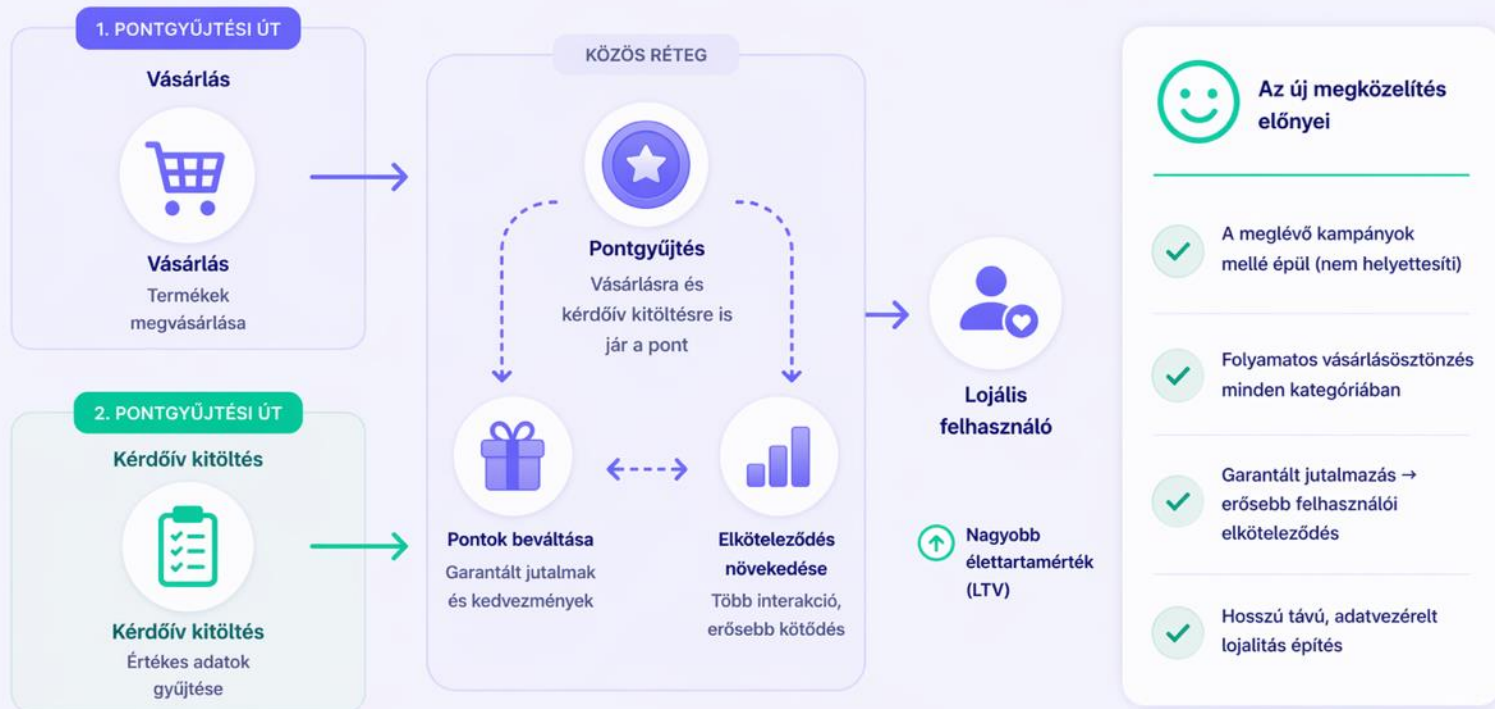 1. PONTGYŰJTÉSI ÚT
Vásárlás
Vásárlás
Termékek
megvásárlása
2. PONTGYŰJTÉSI ÚT
Kérdőív kitöltés
Kérdőív kitöltés
Értékes adatok
gyűjtése
KÖZÖS RÉTEG
Pontgyűjtés
Vásárlásra és
kérdőív kitöltésre is
jár a pont
Pontok beváltása
Garantált jutalmak
és kedvezmények
Elköteleződés
növekedése
Több interakció,
erősebb kötődés
Lojális
felhasználó
Nagyobb
élettartamérték
(LTV)
Az új megközelítés
előnyei
A meglévő kampányok
mellé épül (nem helyettesíti)
Folyamatos vásárlásösztönzés
minden kategóriában
Garantált jutalmazás →
erősebb felhasználói
elköteleződés
Hosszú távú, adatvezérelt
lojalitás építés